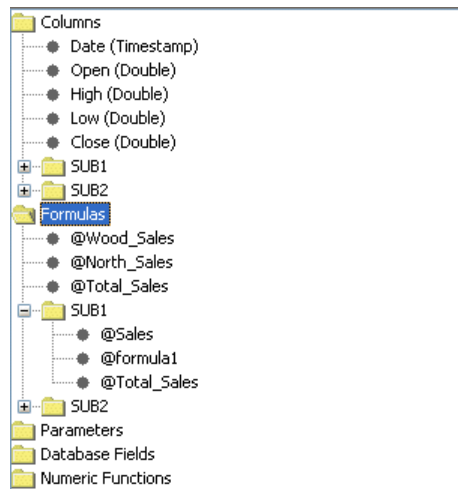 Columns
Date (Timestamp)
Open (Double)
High (Double)
Low (Double)
Close (Double)
SUB1
SUB2
Formulas
@Wood_Sales
@North_Sales
@Total_Sales
SUB1
@Sales
@formula1
@Total_Sales
SUB2
Parameters
Database Fields
Numeric Functions